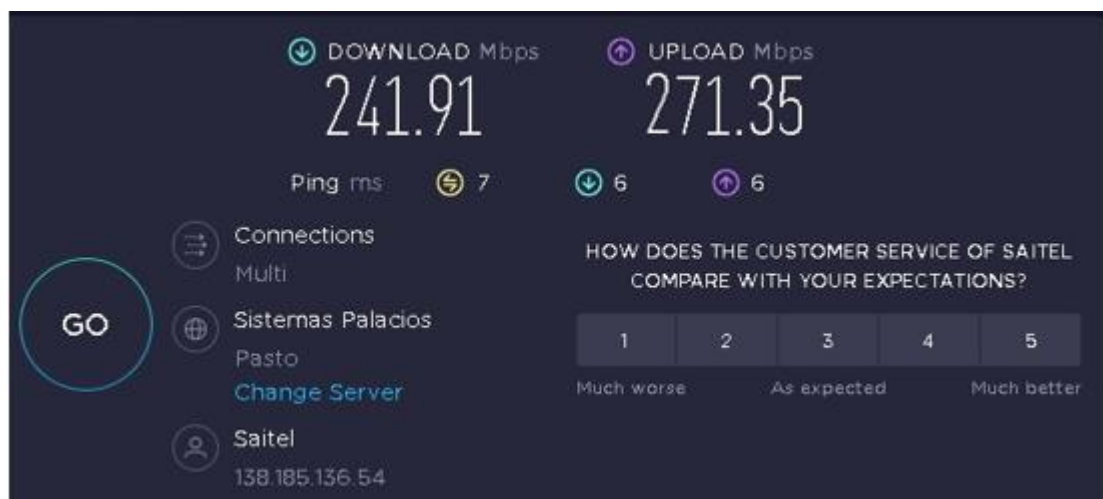 DOWNLOAD Mbps
241.91
UPLOAD Mbps
271.35
Ping ms 7 6 6
GO
Connections
Multi
Sistemas Palacios
Pasto
Change Server
Saitel
138.185.136.54
HOW DOES THE CUSTOMER SERVICE OF SAITEL
COMPARE WITH YOUR EXPECTATIONS?
1 2 3 4 5
Much worse As expected Much better